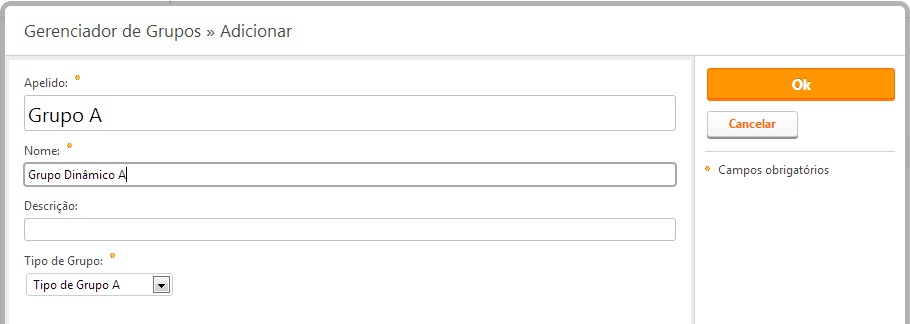 Gerenciador de Grupos » Adicionar
Apelido: *
Grupo A
Nome: *
Grupo Dinâmico A
Descrição:
Tipo de Grupo: *
Tipo de Grupo A
Ok
Cancelar
* Campos obrigatórios